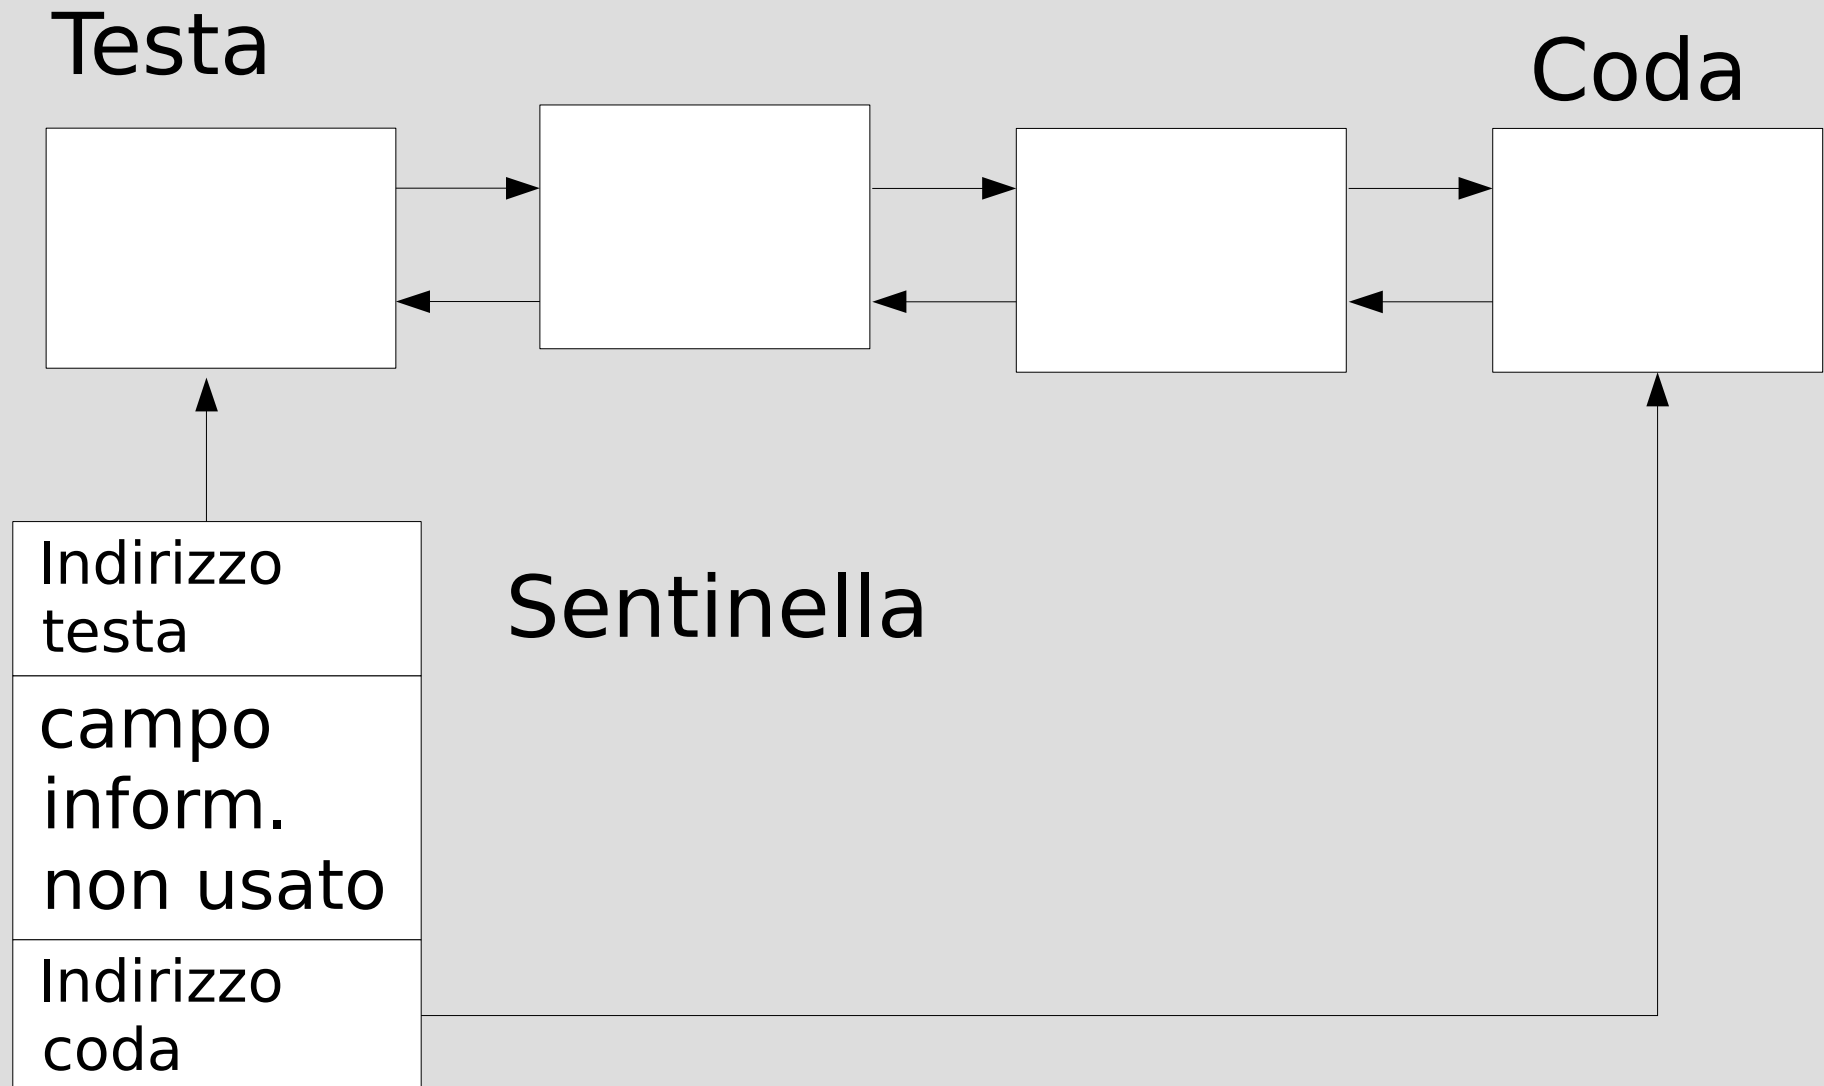 Testa
Coda
Indirizzo
testa
Sentinella
campo
inform.
non usato
Indirizzo
coda